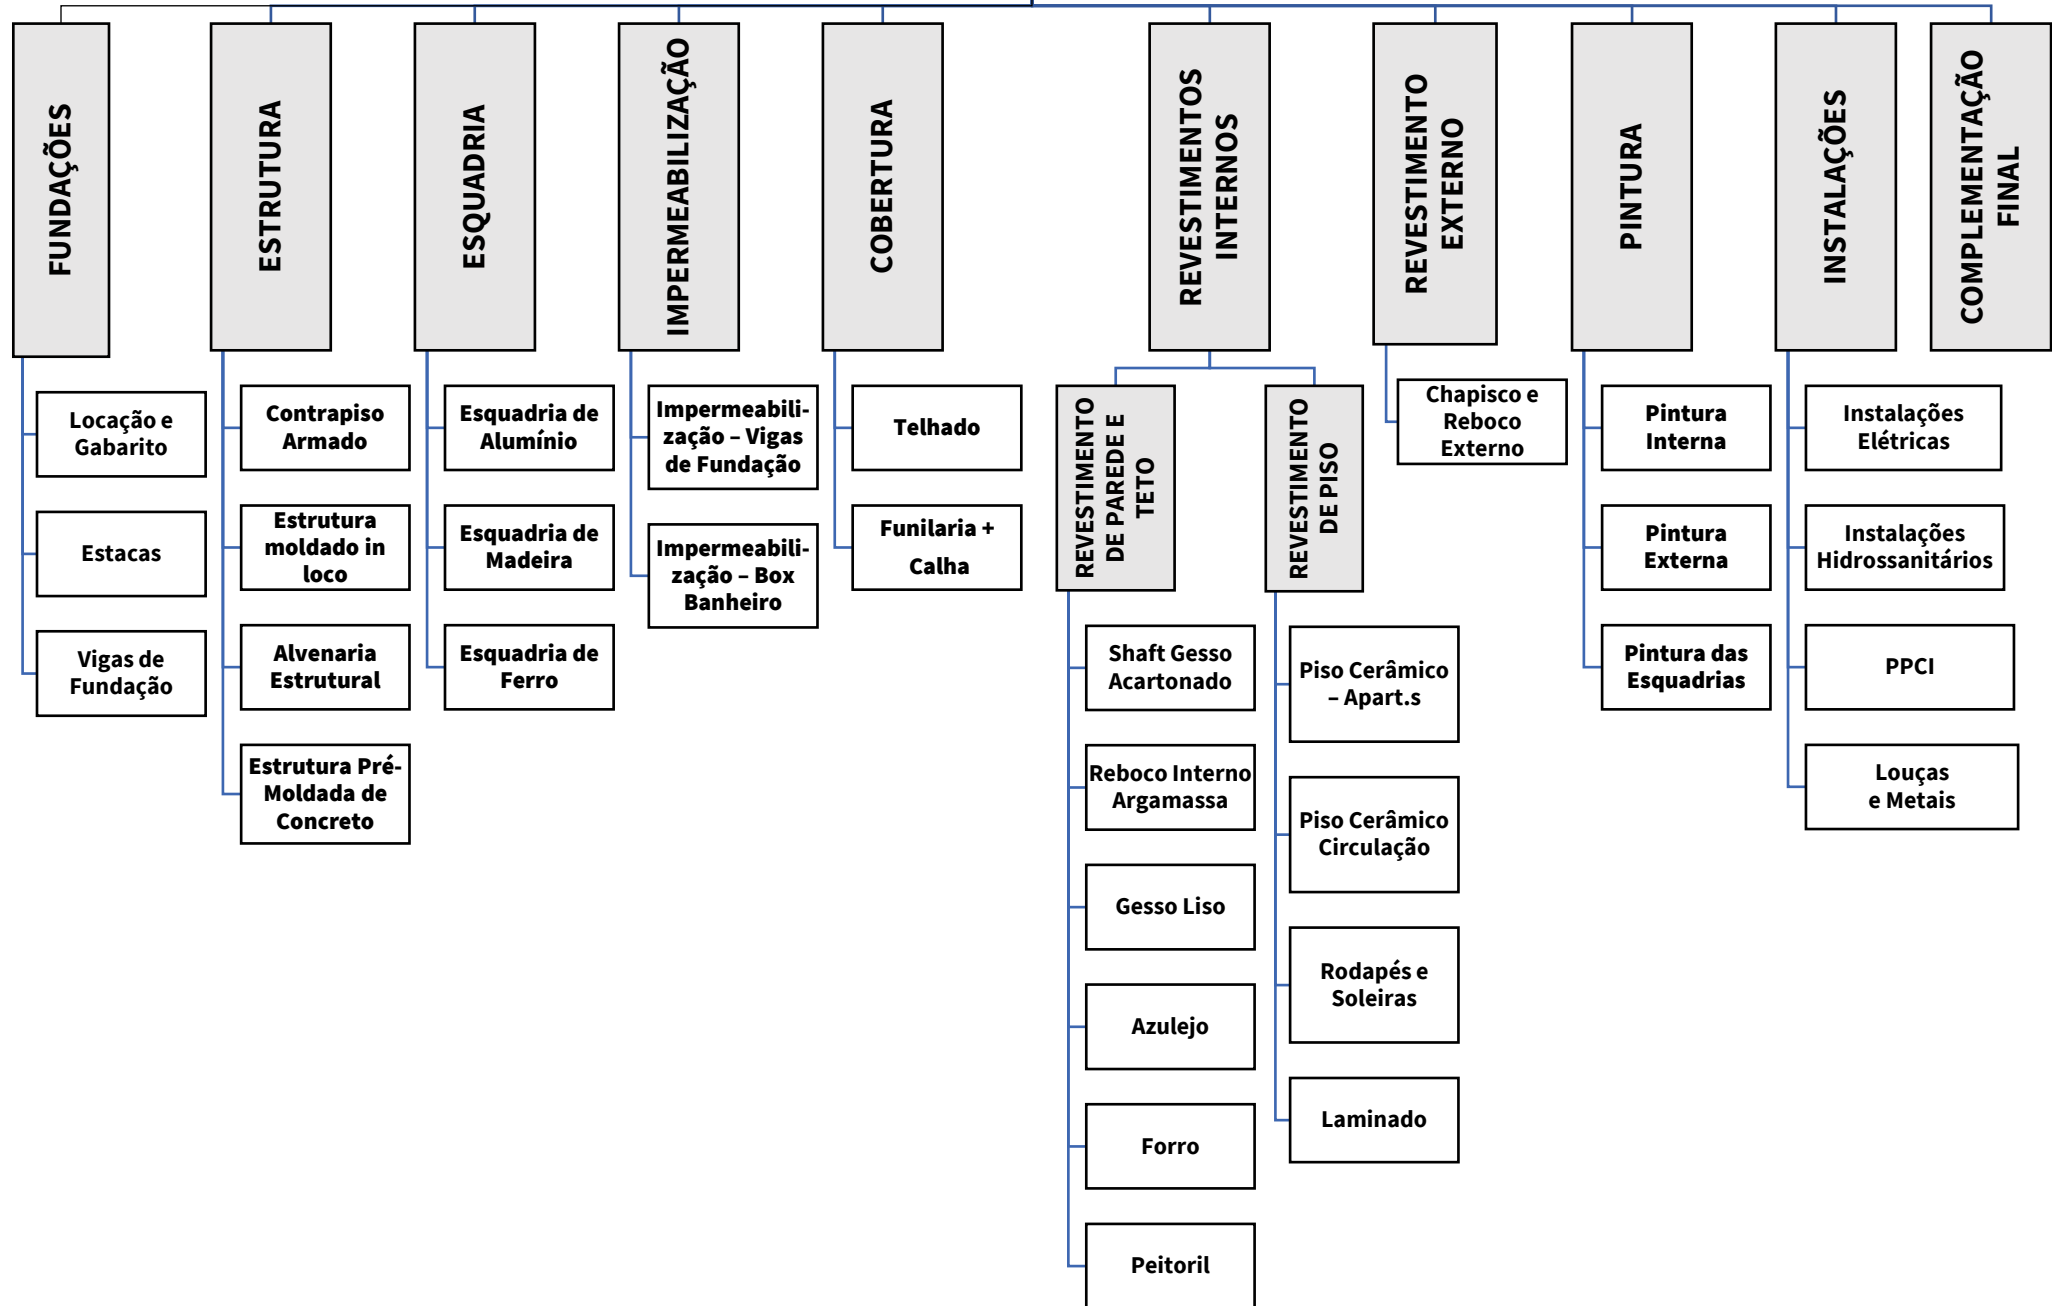 FUNDAÇÕES
ESTRUTURA
ESQUADRIA
IMPERMEABILIZAÇÃO
COBERTURA
REVESTIMENTOS
INTERNOS
REVESTIMENTO
EXTERNO
PINTURA
INSTALAÇÕES
COMPLEMENTAÇÃO
FINAL
Locação e
Gabarito
Estacas
Vigas de
Fundação
Contrapiso
Armado
Estrutura
moldado in
loco
Alvenaria
Estrutural
Estrutura Pré-
Moldada de
Concreto
Esquadria de
Alumínio
Esquadria de
Madeira
Esquadria de
Ferro
Impermeabili-
zação – Vigas
de Fundação
Impermeabili-
zação – Box
Banheiro
Telhado
Funilaria +
Calha
REVESTIMENTO
DE PAREDE E
TETO
Shaft Gesso
Acartonado
Reboco Interno
Argamassa
Gesso Liso
Azulejo
Forro
Peitoril
REVESTIMENTO
DE PISO
Piso Cerâmico
– Apart.s
Piso Cerâmico
Circulação
Rodapés e
Soleiras
Laminado
Chapisco e
Reboco
Externo
Pintura
Interna
Pintura
Externa
Pintura das
Esquadrias
Instalações
Elétricas
Instalações
Hidrossanitários
PPCI
Louças
e Metais